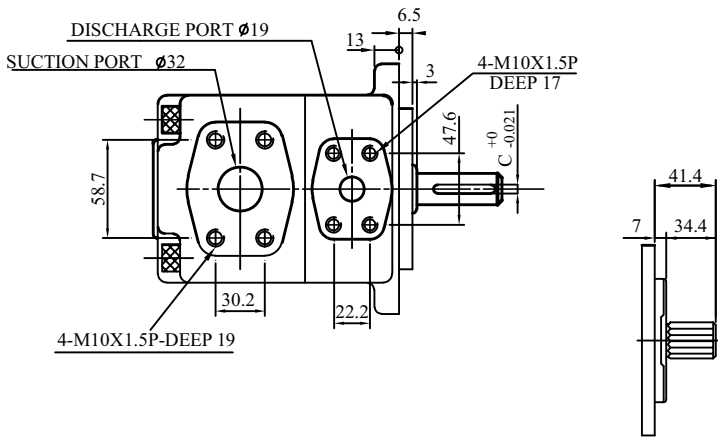 DISCHARGE PORT ø19
SUCTION PORT ø32
6.5
13
3
4-M10X1.5P
DEEP 17
47.6
C +0 -0.021
58.7
30.2
22.2
4-M10X1.5P-DEEP 19
41.4
7
34.4